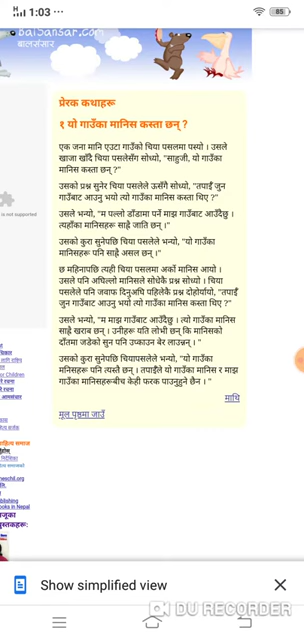 1:03
85
BalSansar.com
बालसंसार
प्रेरक कथाहरू
१ यो गाउँका मानिस कस्ता छन् ?
is not supported
एक जना मानि एउटा गाउँको चिया पसलमा पस्यो । उसले
खाजा खाँदै चिया पसलेसँग सोध्यो, "साहुजी, यो गाउँका
मानिस कस्ता छन् ?"
उसको प्रश्न सुनेर चिया पसलेले उसँगै सोध्यो, "तपाईँ जुन
गाउँबाट आउनु भयो त्यो गाउँका मानिस कस्ता थिए ?"
उसले भन्यो, "म पल्लो डाँडामा पर्ने माझ गाउँबाट आउँदैछु ।
त्यहाँका मानिसहरू साह्रै जाति छन् ।"
उसको कुरा सुनेपछि चिया पसलेले भन्यो, "यो गाउँका
मानिसहरू पनि साह्रै असल छन् ।"
छ महिनापछि त्यही चिया पसलमा अर्को मानिस आयो ।
उसले पनि अघिल्लो मानिसले सोधेकै प्रश्न सोध्यो । चिया
पसलेले पनि जवाफ दिनुअघि पहिलेकै प्रश्न दोहोर्यायो, "तपाईँ
जुन गाउँबाट आउनु भयो त्यो गाउँका मानिस कस्ता थिए ?"
उसले भन्यो, "म माझ गाउँबाट आउँदैछु । त्यो गाउँका मानिस
साह्रै खराब छन् । उनीहरू यति लोभी छन् कि मानिसको
दाँतमा जडेको सुन पनि उप्काउन बेर लाउन्नन् ।"
उसको कुरा सुनेपछि चियापसलेले भन्यो, "यो गाउँका
मनिसहरू पनि त्यस्तै छन् । तपाईँले यो गाउँका मानिस र माझ
गाउँका मानिसहरूबीच केही फरक पाउनुहुने छैन । "
माथि
मूल पृष्ठमा जाउँ
Show simplified view
DU RECORDER